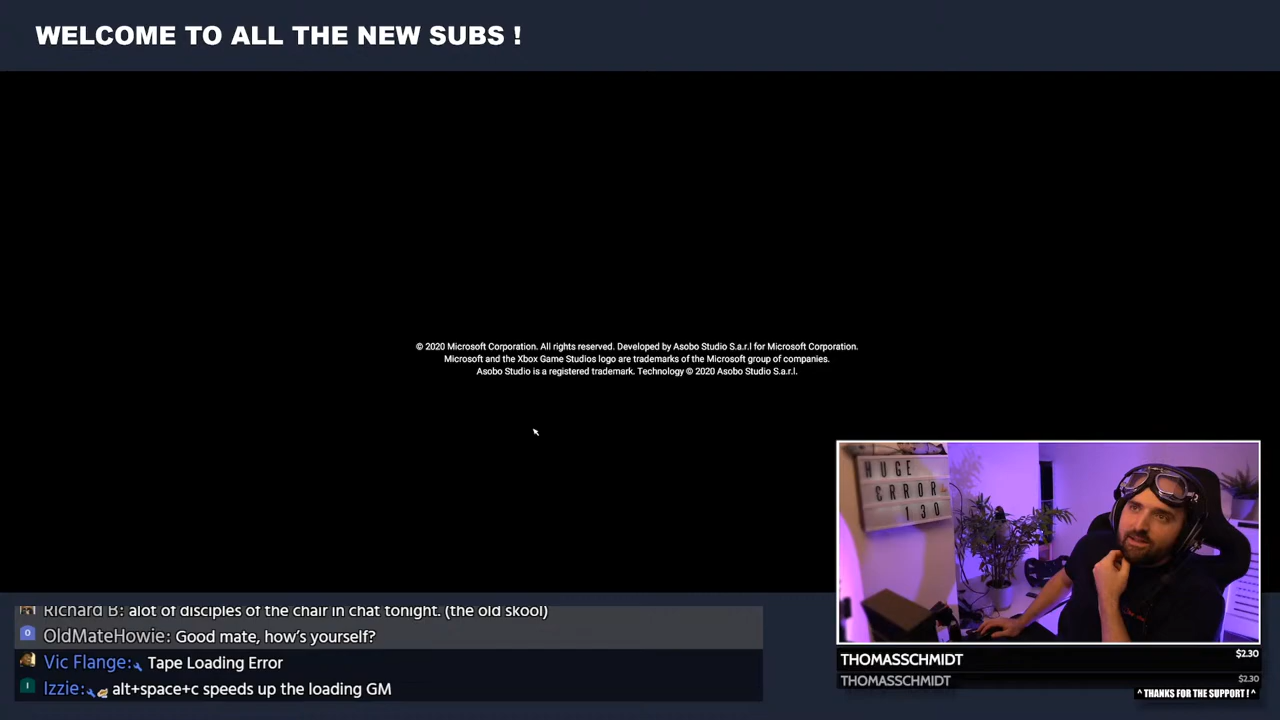 WELCOME TO ALL THE NEW SUBS !
© 2020 Microsoft Corporation. All rights reserved. Developed by Asobo Studio S.a.r.l for Microsoft Corporation.
Microsoft and the Xbox Game Studios logo are trademarks of the Microsoft group of companies.
Asobo Studio is a registered trademark. Technology © 2020 Asobo Studio S.a.r.l.
HUGE
ERROR
130
Richard B: alot of disciples of the chair in chat tonight. (the old skool)
OldMateHowie: Good mate, how's yourself?
Vic Flange: Tape Loading Error
Izzie: alt+space+c speeds up the loading GM
THOMASSCHMIDT $2.30
THOMASSCHMIDT $2.30
^ THANKS FOR THE SUPPORT ! ^